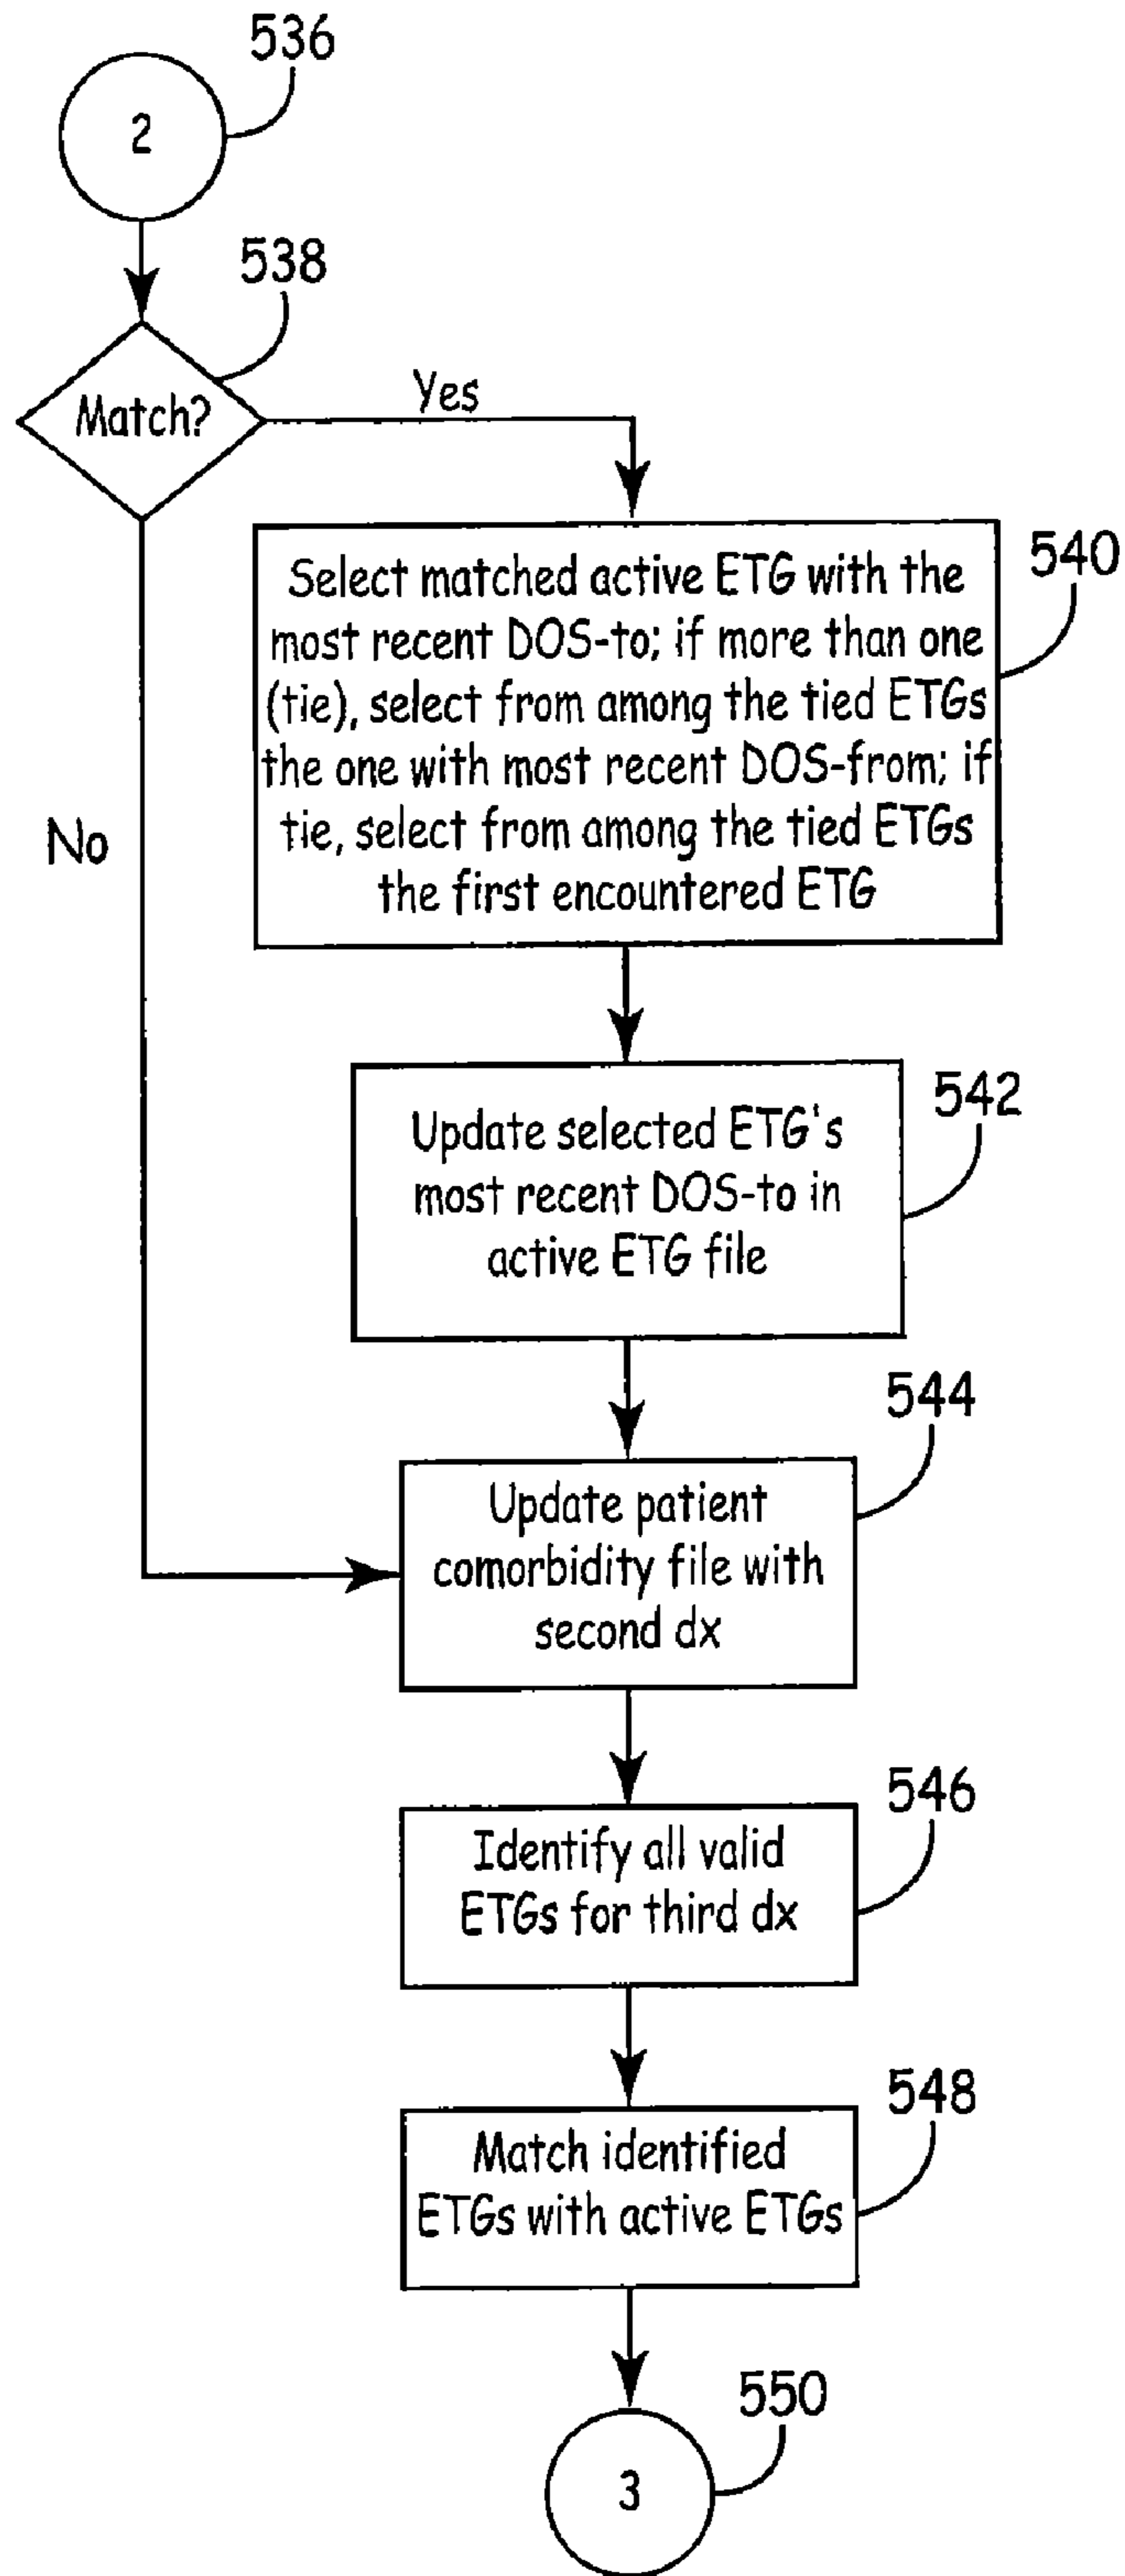 536
2
538
Match?
Yes
540
Select matched active ETG with the
most recent DOS-to; if more than one
(tie), select from among the tied ETGs
the one with most recent DOS-from; if
tie, select from among the tied ETGs
the first encountered ETG
No
542
Update selected ETG's
most recent DOS-to in
active ETG file
544
Update patient
comorbidity file with
second dx
546
Identify all valid
ETGs for third dx
548
Match identified
ETGs with active ETGs
550
3